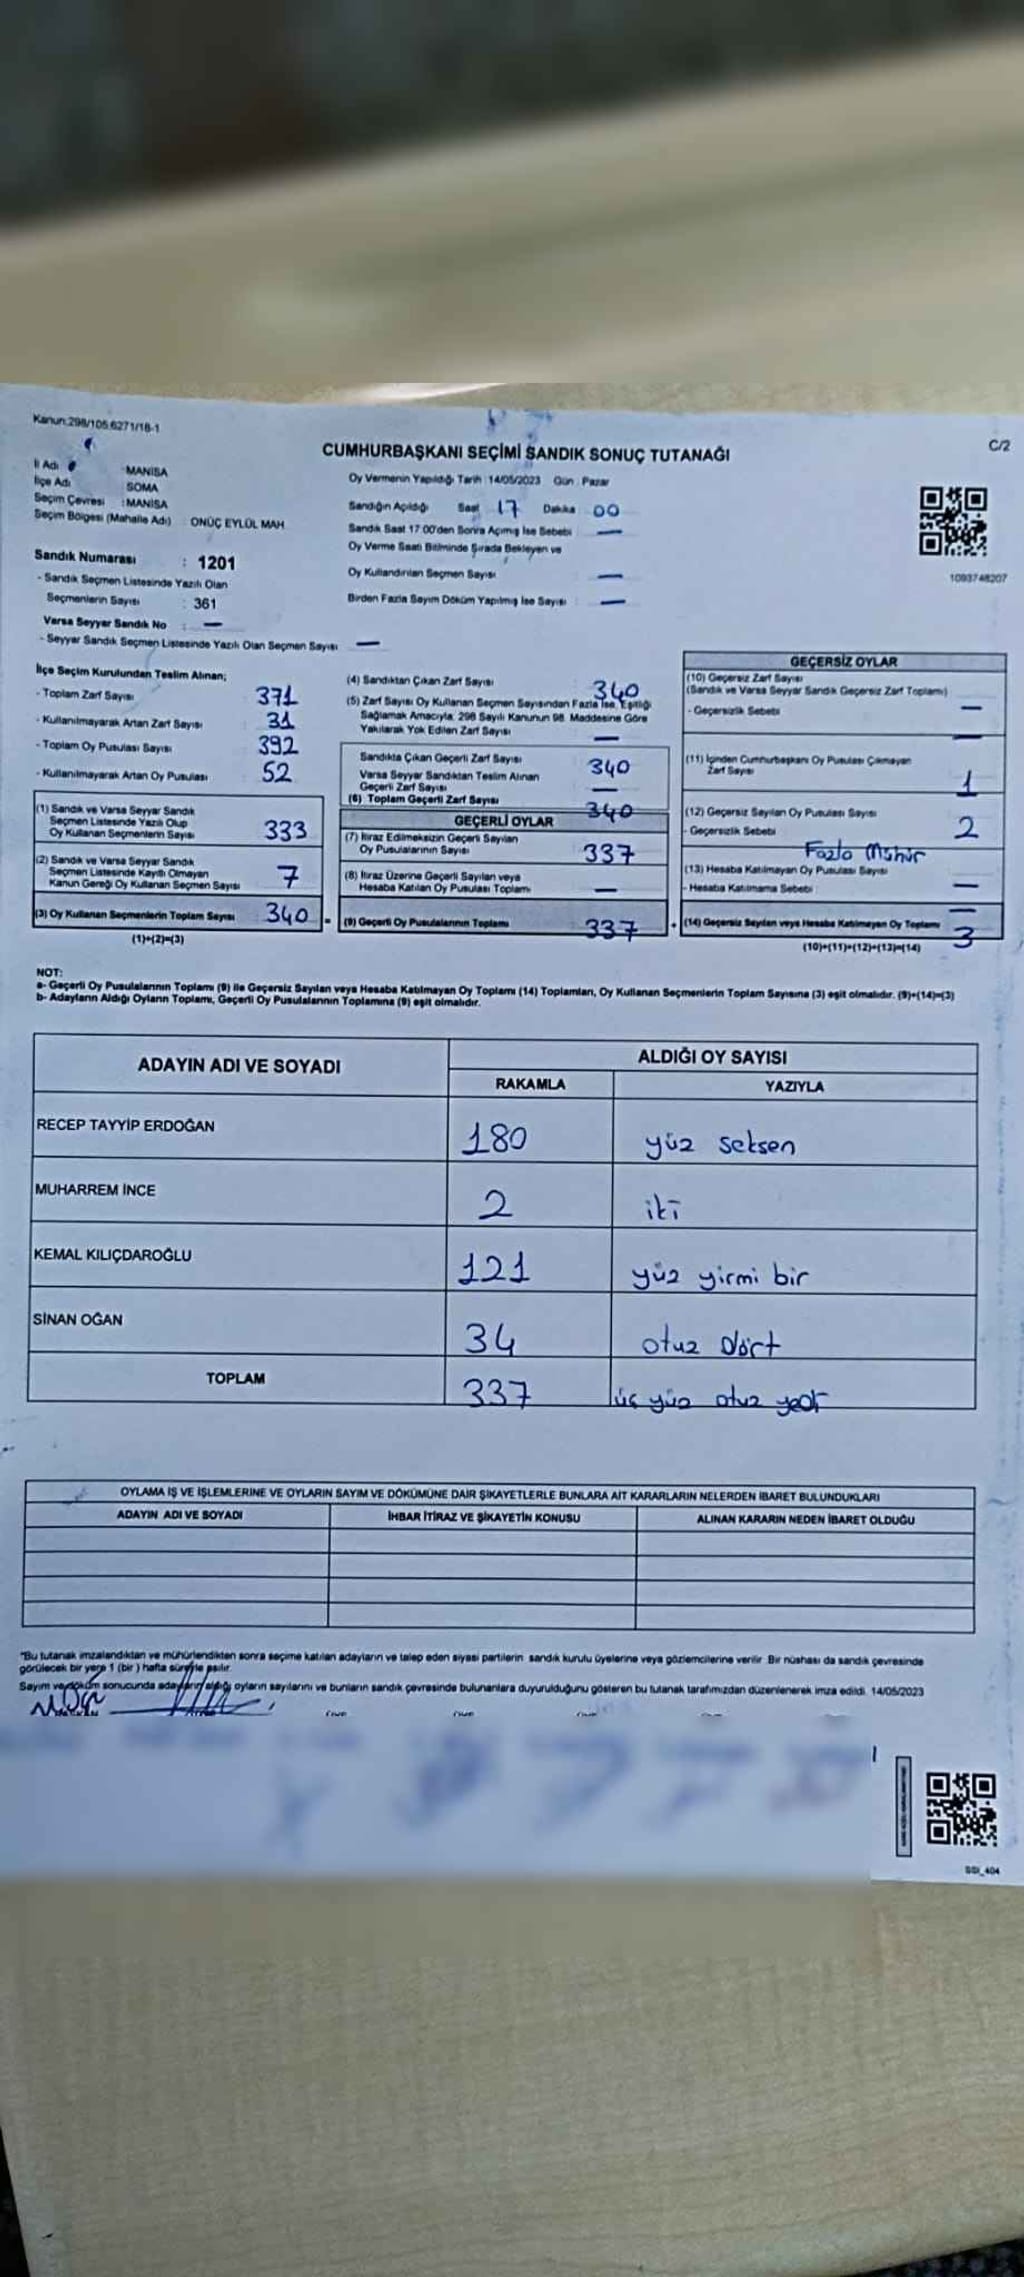 Kanun:298/105.6271/18-1
C/2
CUMHURBAŞKANI SEÇİMİ SANDIK SONUÇ TUTANAĞI
İl Adı : MANİSA
İlçe Adı : SOMA
Seçim Çevresi : MANİSA
Seçim Bölgesi (Mahalle Adı) : ONÜÇ EYLÜL MAH
Sandık Numarası : 1201
- Sandık Seçmen Listesinde Yazılı Olan
Seçmenlerin Sayısı : 361
Varsa Seyyar Sandık No : —
- Seyyar Sandık Seçmen Listesinde Yazılı Olan Seçmen Sayısı —
Oy Vermenin Yapıldığı Tarih : 14/05/2023 Gün : Pazar
Sandığın Açıldığı Saat 17 Dakika 00
Sandık Saat 17:00'den Sonra Açımış İse Sebebi : —
Oy Verme Saati Bitiminde Sırada Bekleyen ve
Oy Kullandırılan Seçmen Sayısı —
Birden Fazla Sayım Döküm Yapılmış İse Sayısı : —
1093748207
İlçe Seçim Kurulundan Teslim Alınan;
- Toplam Zarf Sayısı 371
- Kullanılmayarak Artan Zarf Sayısı 31
- Toplam Oy Pusulası Sayısı 392
- Kullanılmayarak Artan Oy Pusulası 52
(1) Sandık ve Varsa Seyyar Sandık
Seçmen Listesinde Yazılı Olup
Oy Kullanan Seçmenlerin Sayısı 333
(2) Sandık ve Varsa Seyyar Sandık
Seçmen Listesinde Kayıtlı Olmayan
Kanun Gereği Oy Kullanan Seçmen Sayısı 7
(3) Oy Kullanan Seçmenlerin Toplam Sayısı 340 =
(1)+(2)=(3)
(4) Sandıktan Çıkan Zarf Sayısı : 340
(5) Zarf Sayısı Oy Kullanan Seçmen Sayısından Fazla İse, Eşitliği
Sağlamak Amacıyla 298 Sayılı Kanunun 98. Maddesine Göre
Yakılarak Yok Edilen Zarf Sayısı —
Sandıkta Çıkan Geçerli Zarf Sayısı 340
Varsa Seyyar Sandıktan Teslim Alınan
Geçerli Zarf Sayısı —
(6) Toplam Geçerli Zarf Sayısı 340
GEÇERLİ OYLAR
(7) İtiraz Edilmeksizin Geçerli Sayılan
Oy Pusulalarının Sayısı 337
(8) İtiraz Üzerine Geçerli Sayılan veya
Hesaba Katılan Oy Pusulası Toplamı —
(9) Geçerli Oy Pusulalarının Toplamı 337 +
GEÇERSİZ OYLAR
(10) Geçersiz Zarf Sayısı
(Sandık ve Varsa Seyyar Sandık Geçersiz Zarf Toplamı) —
- Geçersizlik Sebebi —
(11) İçinden Cumhurbaşkanı Oy Pusulası Çıkmayan
Zarf Sayısı 1
(12) Geçersiz Sayılan Oy Pusulası Sayısı 2
- Geçersizlik Sebebi Fazla Mühür
(13) Hesaba Katılmayan Oy Pusulası Sayısı —
- Hesaba Katılmama Sebebi —
(14) Geçersiz Sayılan veya Hesaba Katılmayan Oy Toplamı 3
(10)+(11)+(12)+(13)=(14)
NOT:
a- Geçerli Oy Pusulalarının Toplamı (9) ile Geçersiz Sayılan veya Hesaba Katılmayan Oy Toplamı (14) Toplamları, Oy Kullanan Seçmenlerin Toplam Sayısına (3) eşit olmalıdır. (9)+(14)=(3)
b- Adayların Aldığı Oyların Toplamı, Geçerli Oy Pusulalarının Toplamına (9) eşit olmalıdır.
ADAYIN ADI VE SOYADI
ALDIĞI OY SAYISI
RAKAMLA YAZIYLA
RECEP TAYYİP ERDOĞAN 180 yüz seksen
MUHARREM İNCE 2 iki
KEMAL KILIÇDAROĞLU 121 yüz yirmi bir
SİNAN OĞAN 34 otuz dört
TOPLAM 337 üç yüz otuz yedi
OYLAMA İŞ VE İŞLEMLERİNE VE OYLARIN SAYIM VE DÖKÜMÜNE DAİR ŞİKAYETLERLE BUNLARA AİT KARARLARIN NELERDEN İBARET BULUNDUKLARI
ADAYIN ADI VE SOYADI İHBAR İTİRAZ VE ŞİKAYETİN KONUSU ALINAN KARARIN NEDEN İBARET OLDUĞU
"Bu tutanak imzalandıktan ve mühürlendikten sonra seçime katılan adayların ve talep eden siyasi partilerin sandık kurulu üyelerine veya gözlemcilerine verilir. Bir nüshası da sandık çevresinde
görülecek bir yere 1 (bir) hafta süreyle asılır.
Sayım ve döküm sonucunda adayların aldığı oyların sayılarını ve bunların sandık çevresinde bulunanlara duyurulduğunu gösteren bu tutanak tarafımızdan düzenlenerek imza edildi. 14/05/2023
1